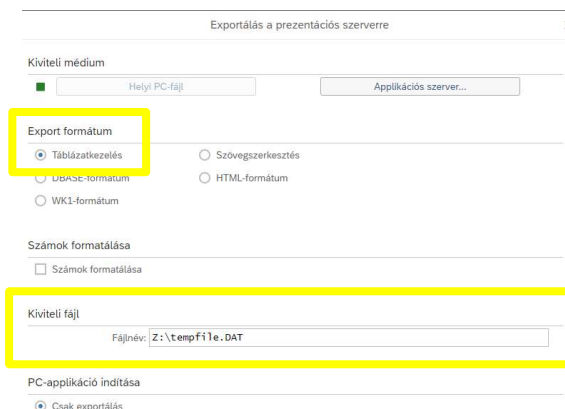 Exportálás a prezentációs szerverre
Kiviteli médium
Helyi PC-fájl Applikációs szerver...
Export formátum
Táblázatkezelés Szövegszerkesztés
DBASE-formátum HTML-formátum
WK1-formátum
Számok formatálása
Számok formatálása
Kiviteli fájl
Fájlnév: Z:\tempfile.DAT
PC-applikáció indítása
Csak exportálás